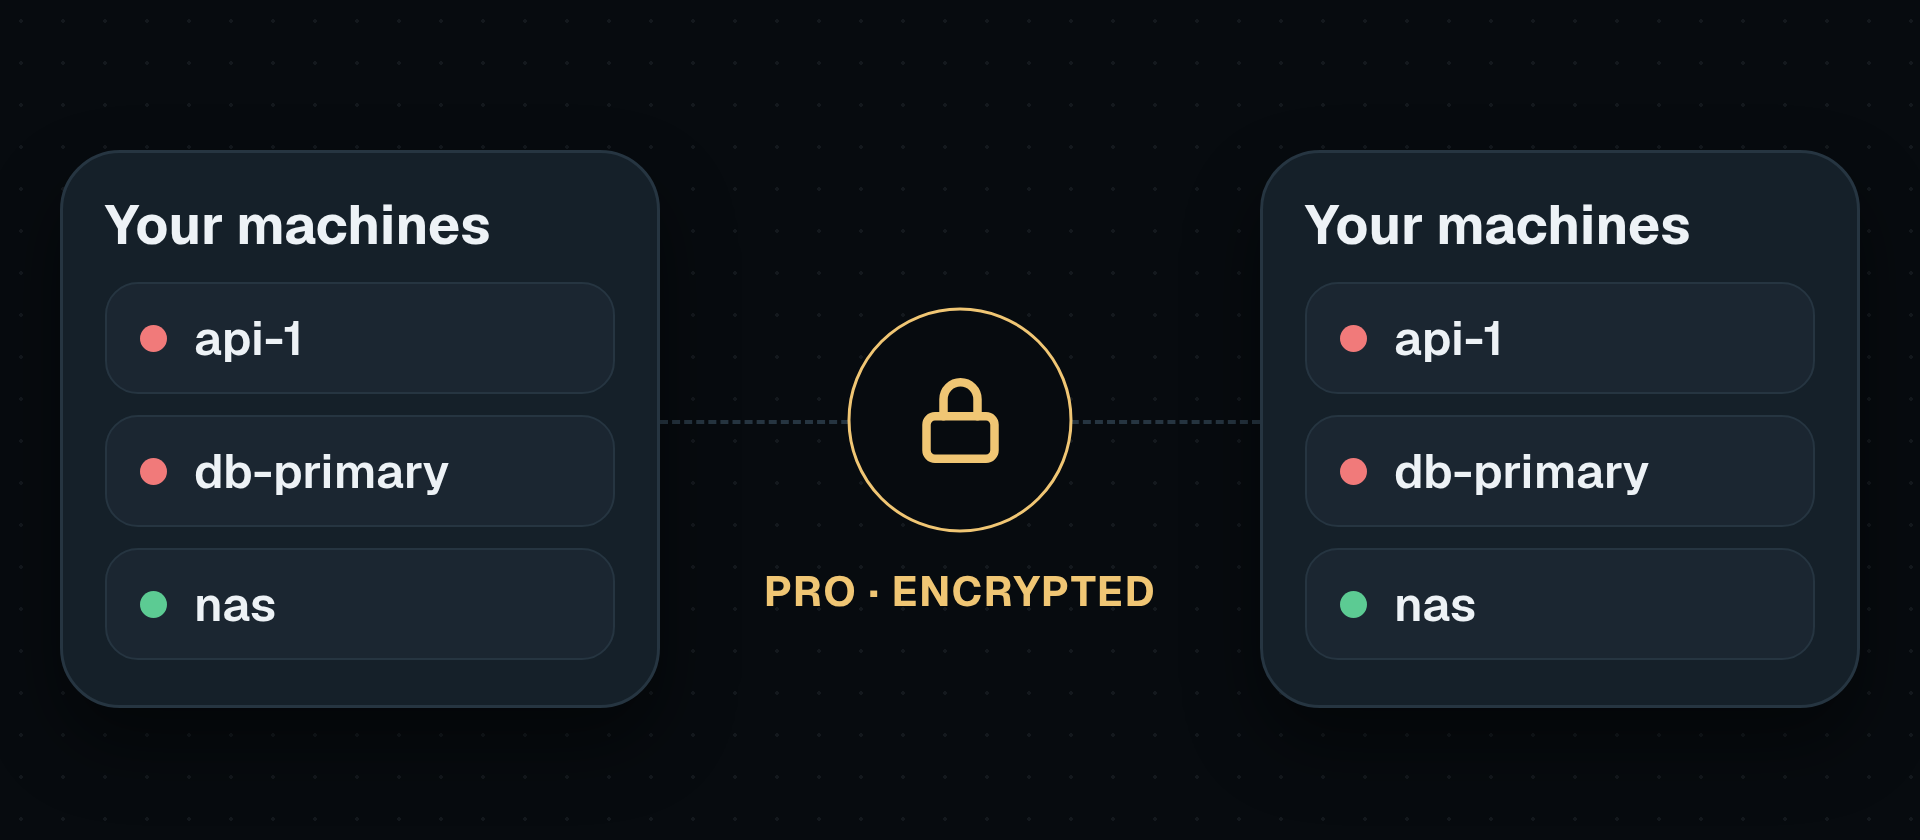 Your machines
api-1
db-primary
nas
PRO · ENCRYPTED
Your machines
api-1
db-primary
nas